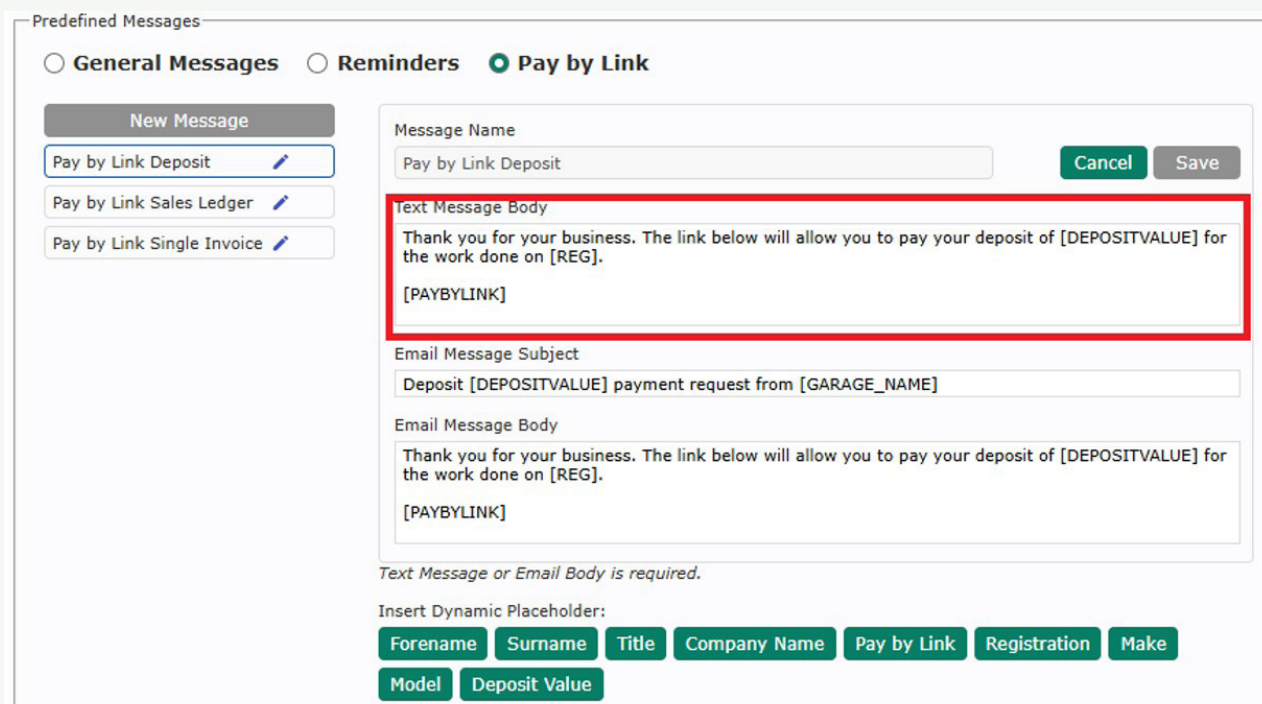 Predefined Messages
General Messages Reminders Pay by Link
New Message
Pay by Link Deposit
Pay by Link Sales Ledger
Pay by Link Single Invoice
Message Name
Pay by Link Deposit
Cancel Save
Text Message Body
Thank you for your business. The link below will allow you to pay your deposit of [DEPOSITVALUE] for
the work done on [REG].
[PAYBYLINK]
Email Message Subject
Deposit [DEPOSITVALUE] payment request from [GARAGE_NAME]
Email Message Body
Thank you for your business. The link below will allow you to pay your deposit of [DEPOSITVALUE] for
the work done on [REG].
[PAYBYLINK]
Text Message or Email Body is required.
Insert Dynamic Placeholder:
Forename Surname Title Company Name Pay by Link Registration Make
Model Deposit Value